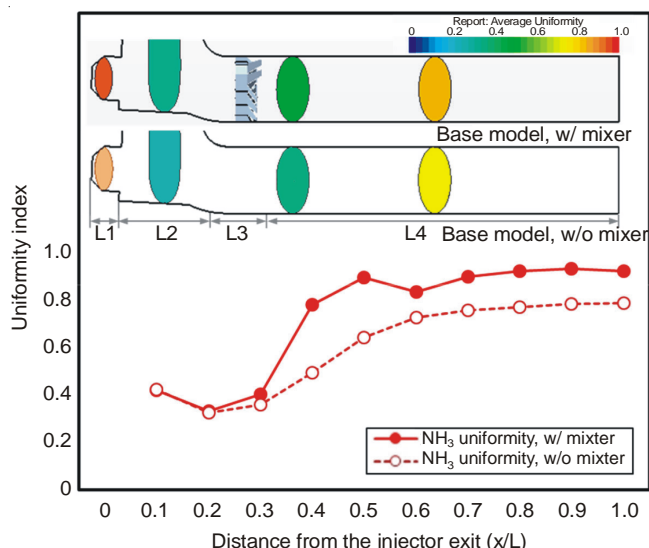 Report: Average Uniformity
0 0.2 0.4 0.6 0.8 1.0
Base model, w/ mixer
L1 L2 L3 L4 Base model, w/o mixer
Uniformity index
1.0
0.8
0.6
0.4
0.2
0
NH3 uniformity, w/ mixter
NH3 uniformity, w/o mixter
0 0.1 0.2 0.3 0.4 0.5 0.6 0.7 0.8 0.9 1.0
Distance from the injector exit (x/L)